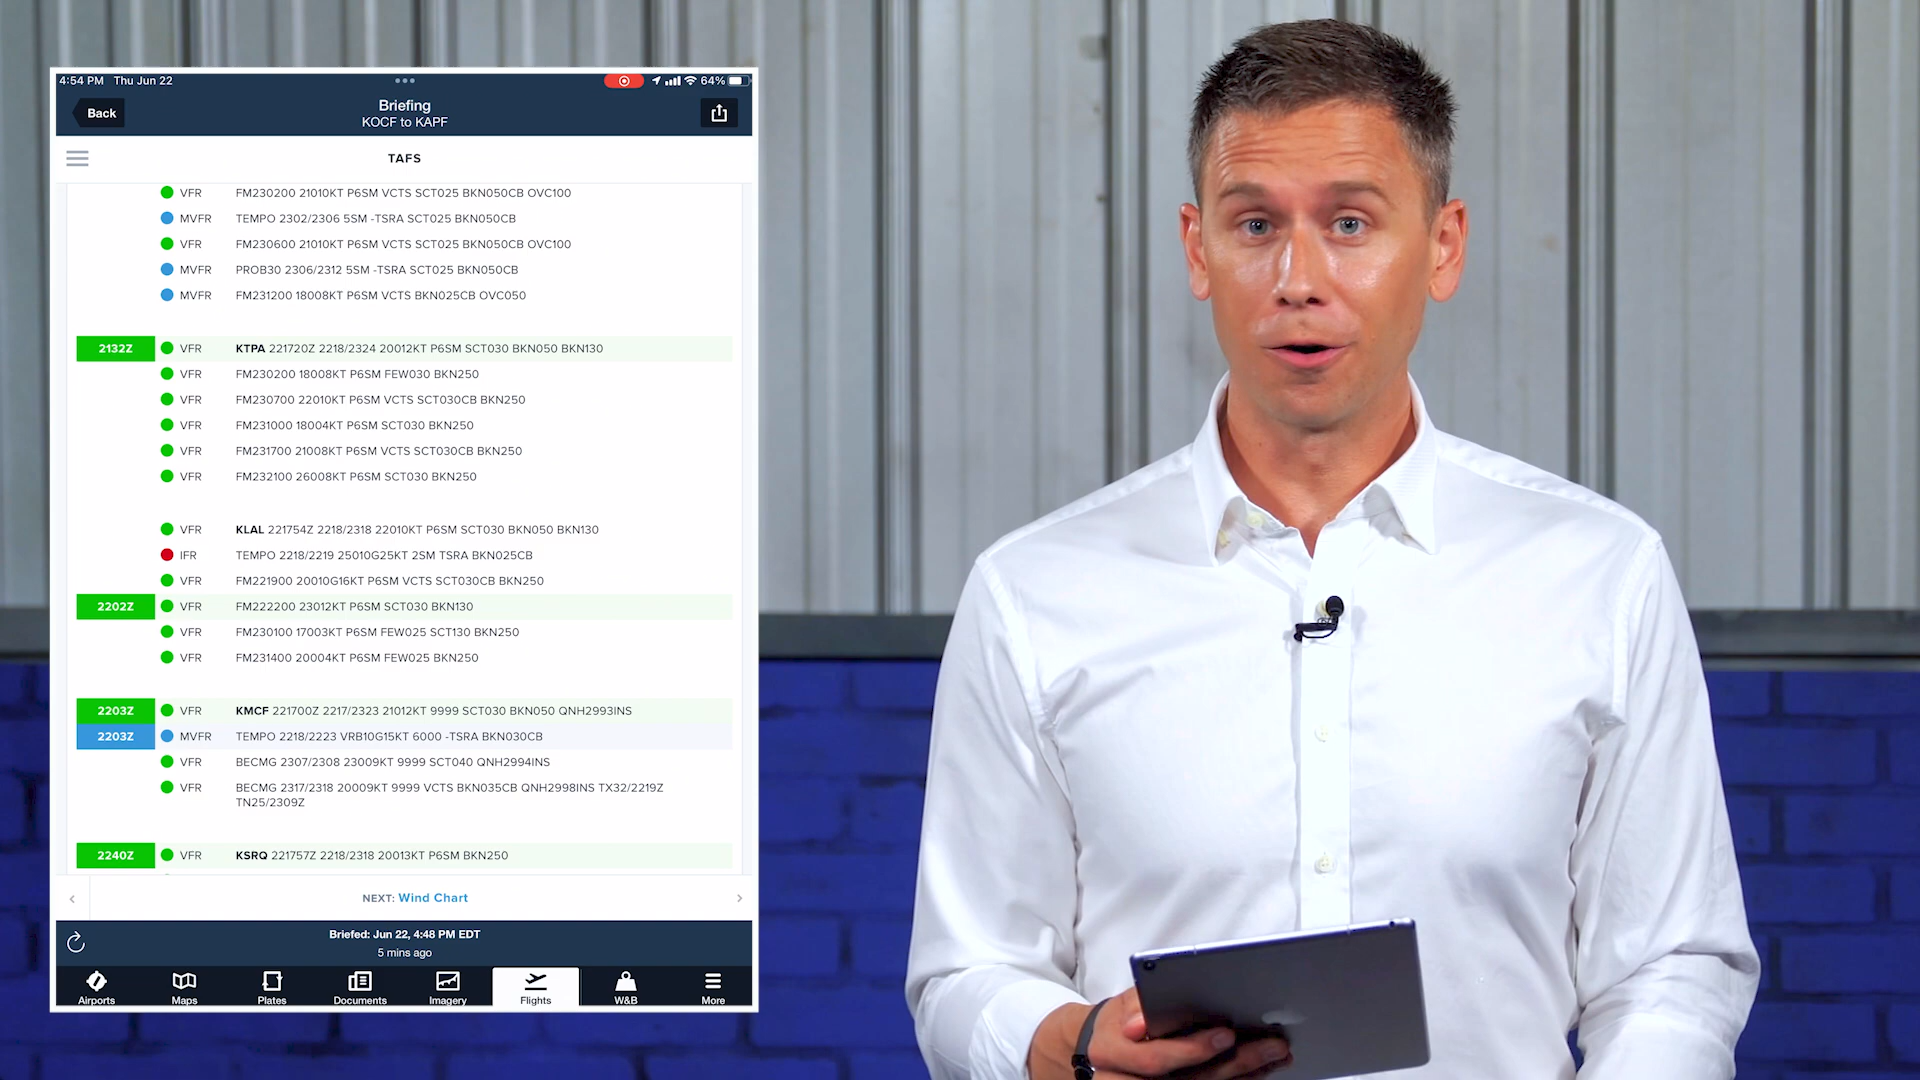 4:54 PM Thu Jun 22
64%
Back
Briefing
KOCF to KAPF
TAFS
VFR FM230200 21010KT P6SM VCTS SCT025 BKN050CB OVC100
MVFR TEMPO 2302/2306 5SM -TSRA SCT025 BKN050CB
VFR FM230600 21010KT P6SM VCTS SCT025 BKN050CB OVC100
MVFR PROB30 2306/2312 5SM -TSRA SCT025 BKN050CB
MVFR FM231200 18008KT P6SM VCTS BKN025CB OVC050
2132Z VFR KTPA 221720Z 2218/2324 20012KT P6SM SCT030 BKN050 BKN130
VFR FM230200 18008KT P6SM FEW030 BKN250
VFR FM230700 22010KT P6SM VCTS SCT030CB BKN250
VFR FM231000 18004KT P6SM SCT030 BKN250
VFR FM231700 21008KT P6SM VCTS SCT030CB BKN250
VFR FM232100 26008KT P6SM SCT030 BKN250
VFR KLAL 221754Z 2218/2318 22010KT P6SM SCT030 BKN050 BKN130
IFR TEMPO 2218/2219 25010G25KT 2SM TSRA BKN025CB
VFR FM221900 20010G16KT P6SM VCTS SCT030CB BKN250
2202Z VFR FM222200 23012KT P6SM SCT030 BKN130
VFR FM230100 17003KT P6SM FEW025 SCT130 BKN250
VFR FM231400 20004KT P6SM FEW025 BKN250
2203Z VFR KMCF 221700Z 2217/2323 21012KT 9999 SCT030 BKN050 QNH2993INS
2203Z MVFR TEMPO 2218/2223 VRB10G15KT 6000 -TSRA BKN030CB
VFR BECMG 2307/2308 23009KT 9999 SCT040 QNH2994INS
VFR BECMG 2317/2318 20009KT 9999 VCTS BKN035CB QNH2998INS TX32/2219Z
TN25/2309Z
2240Z VFR KSRQ 221757Z 2218/2318 20013KT P6SM BKN250
NEXT: Wind Chart
Briefed: Jun 22, 4:48 PM EDT
5 mins ago
Airports Maps Plates Documents Imagery Flights W&B More